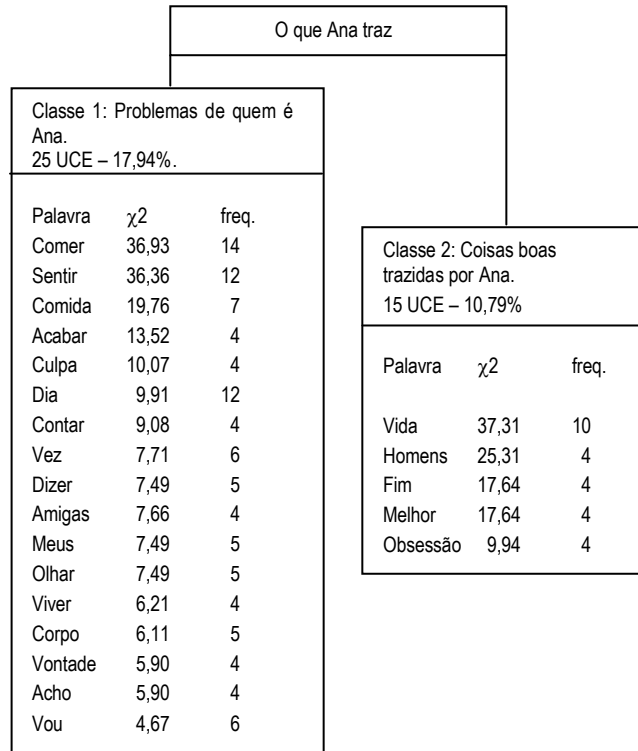 O que Ana traz
Classe 1: Problemas de quem é
Ana.
25 UCE – 17,94%.
Palavra χ2 freq.
Comer 36,93 14
Sentir 36,36 12
Comida 19,76 7
Acabar 13,52 4
Culpa 10,07 4
Dia 9,91 12
Contar 9,08 4
Vez 7,71 6
Dizer 7,49 5
Amigas 7,66 4
Meus 7,49 5
Olhar 7,49 5
Viver 6,21 4
Corpo 6,11 5
Vontade 5,90 4
Acho 5,90 4
Vou 4,67 6
Classe 2: Coisas boas
trazidas por Ana.
15 UCE – 10,79%
Palavra χ2 freq.
Vida 37,31 10
Homens 25,31 4
Fim 17,64 4
Melhor 17,64 4
Obsessão 9,94 4